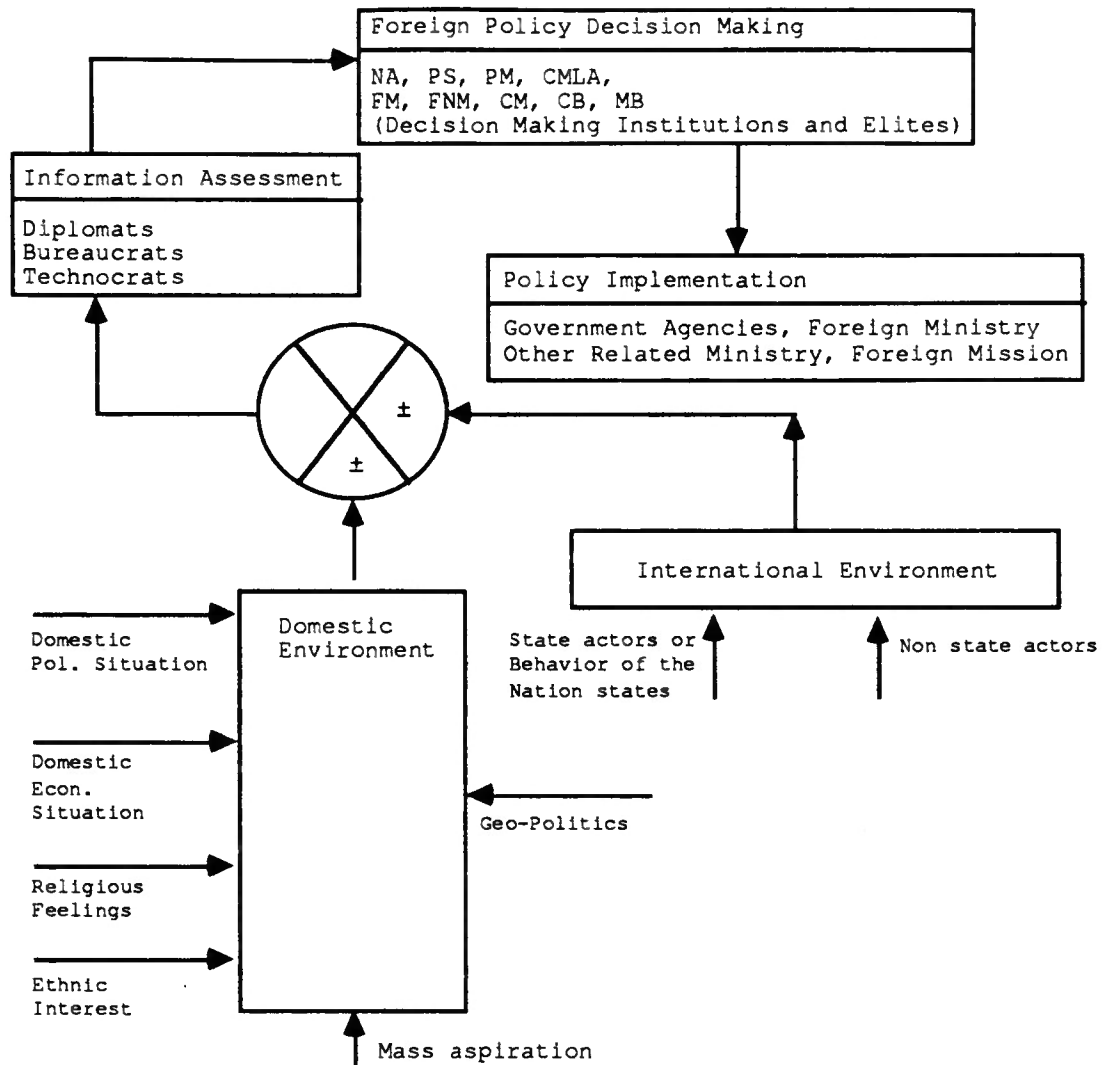 Foreign Policy Decision Making
NA, PS, PM, CMLA,
FM, FNM, CM, CB, MB
(Decision Making Institutions and Elites)
Information Assessment
Diplomats
Bureaucrats
Technocrats
Policy Implementation
Government Agencies, Foreign Ministry
Other Related Ministry, Foreign Mission
±
±
International Environment
State actors or
Behavior of the
Nation states
Non state actors
Domestic
Environment
Domestic
Pol. Situation
Domestic
Econ.
Situation
Geo-Politics
Religious
Feelings
Ethnic
Interest
Mass aspiration